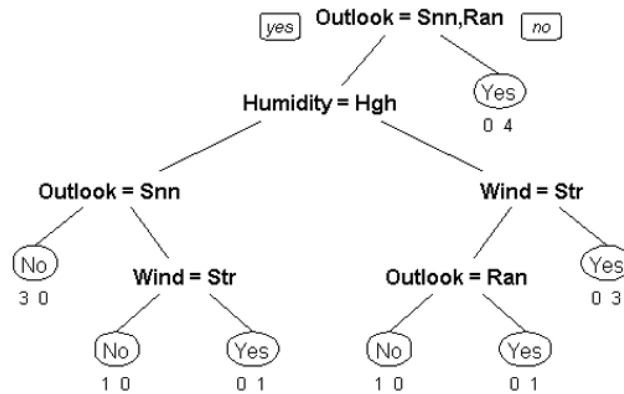 yes Outlook = Snn,Ran no
Humidity = Hgh Yes
0 4
Outlook = Snn Wind = Str
No Wind = Str Outlook = Ran Yes
3 0 0 3
No Yes No Yes
1 0 0 1 1 0 0 1